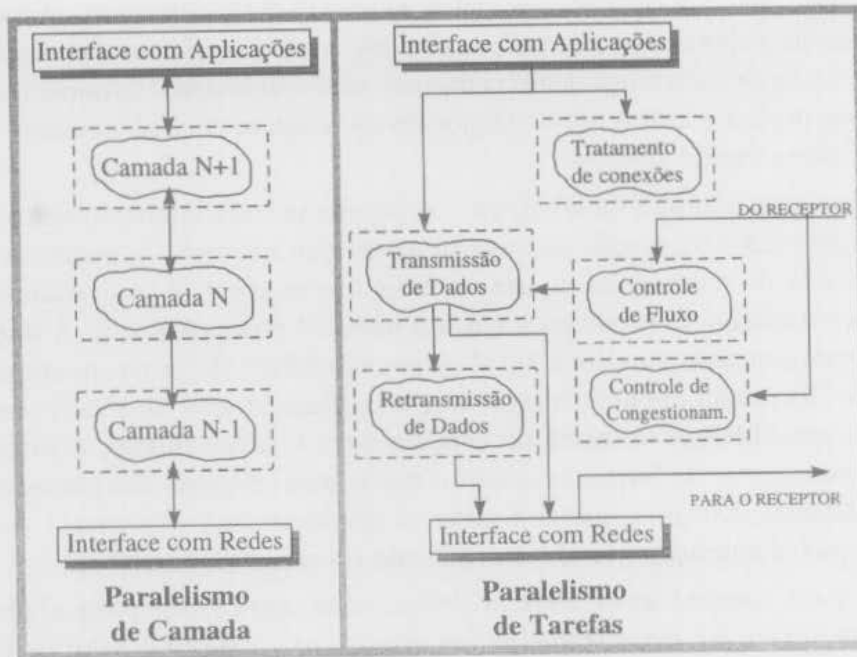 Interface com Aplicações
Camada N+1
Camada N
Camada N-1
Interface com Redes
Paralelismo
de Camada
Interface com Aplicações
Tratamento
de conexões
DO RECEPTOR
Transmissão
de Dados
Controle
de Fluxo
Retransmissão
de Dados
Controle de
Congestionam.
PARA O RECEPTOR
Interface com Redes
Paralelismo
de Tarefas